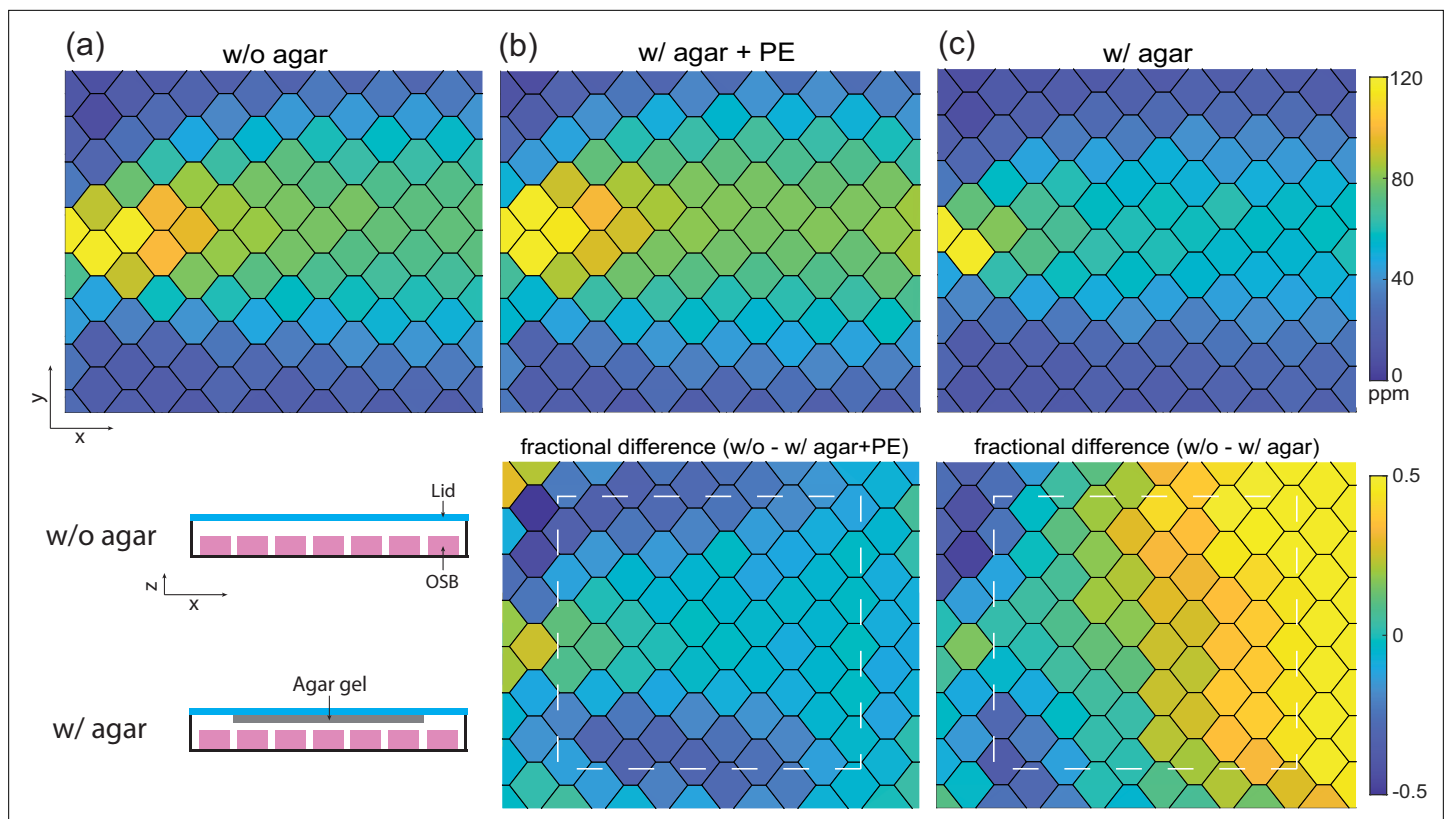 (a)
w/o agar
(b)
w/ agar + PE
(c)
w/ agar
120
80
40
0
ppm
y
x
fractional difference (w/o - w/ agar+PE)
fractional difference (w/o - w/ agar)
0.5
0
-0.5
Lid
w/o agar
OSB
z
x
Agar gel
w/ agar